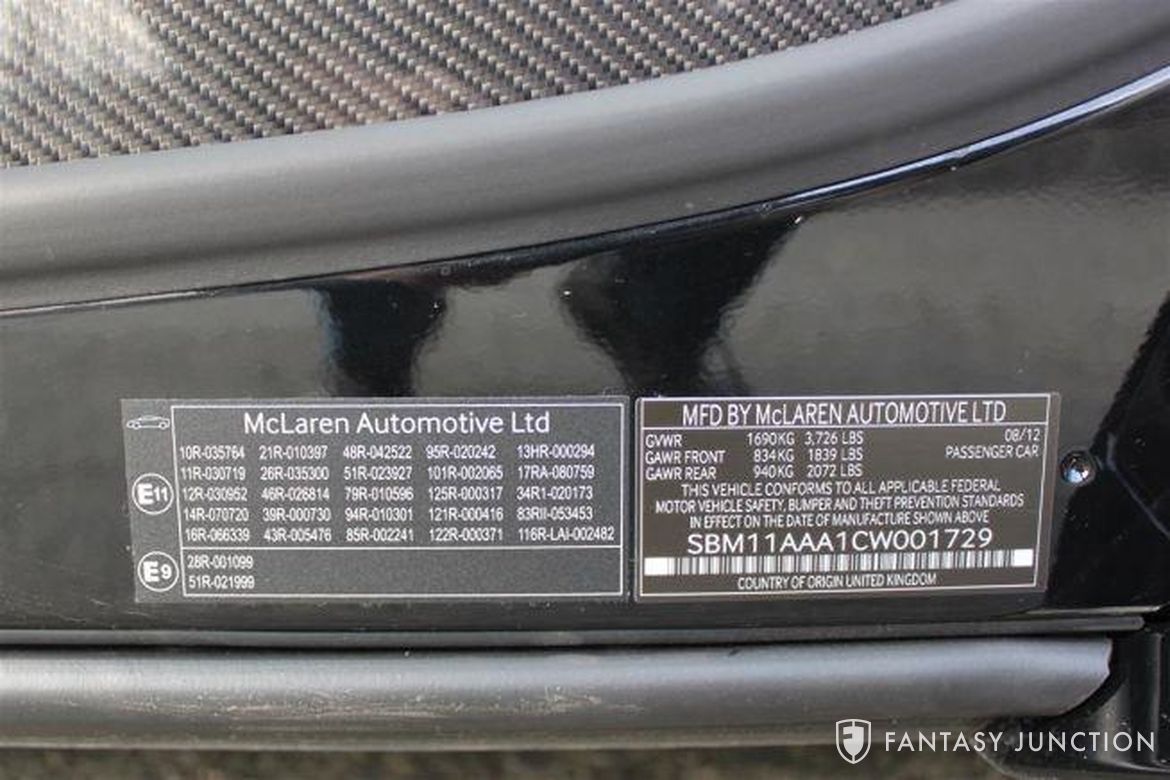 McLaren Automotive Ltd
10R-035764 21R-010397 48R-042522 95R-020242 13HR-000294
11R-030719 26R-035300 51R-023927 101R-002065 17RA-080759
12R-030952 46R-026814 79R-010596 125R-000317 34R1-020173
14R-070720 39R-000730 94R-010301 121R-000416 83RII-053453
16R-066339 43R-005476 85R-002241 122R-000371 116R-LAI-002482
E11
28R-001099
51R-021999
E9
MFD BY McLAREN AUTOMOTIVE LTD
GVWR 1690KG 3,726 LBS 08/12
GAWR FRONT 834KG 1839 LBS PASSENGER CAR
GAWR REAR 940KG 2072 LBS
THIS VEHICLE CONFORMS TO ALL APPLICABLE FEDERAL
MOTOR VEHICLE SAFETY, BUMPER AND THEFT PREVENTION STANDARDS
IN EFFECT ON THE DATE OF MANUFACTURE SHOWN ABOVE
SBM11AAA1CW001729
COUNTRY OF ORIGIN UNITED KINGDOM
FANTASY JUNCTION